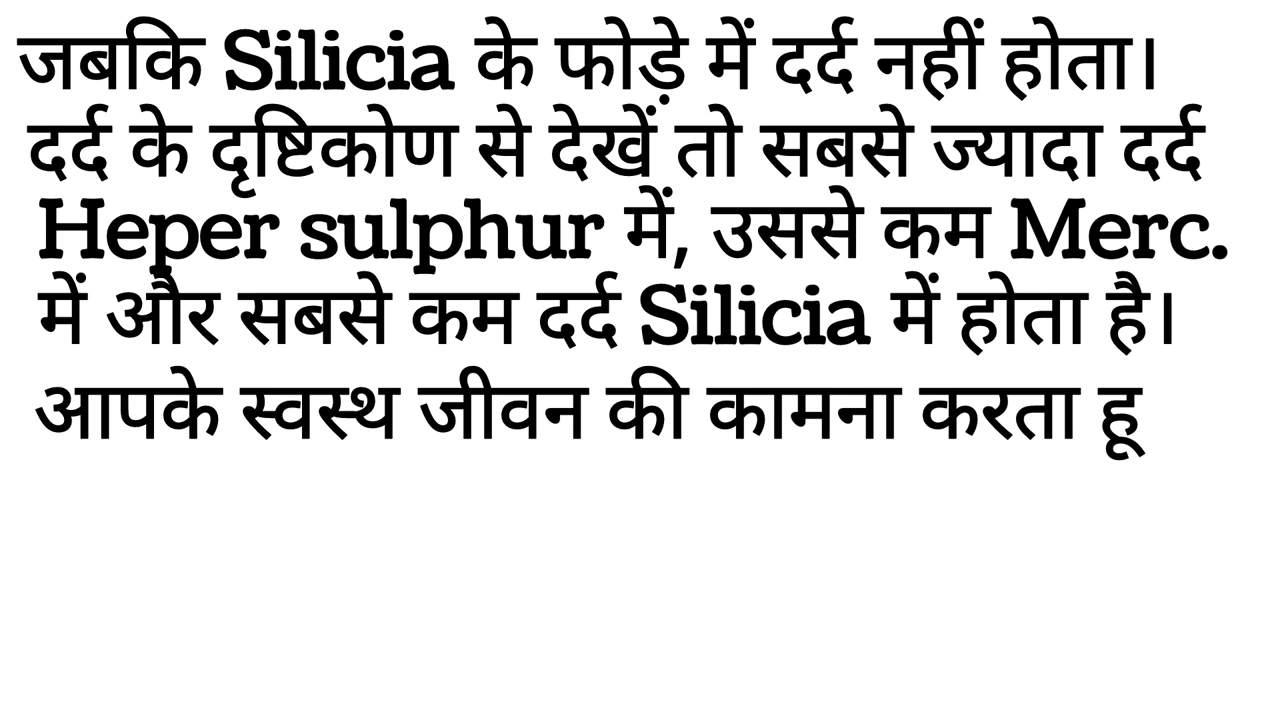 जबकि Silicia के फोड़े में दर्द नहीं होता।
दर्द के दृष्टिकोण से देखें तो सबसे ज्यादा दर्द
Heper sulphur में, उससे कम Merc.
में और सबसे कम दर्द Silicia में होता है।
आपके स्वस्थ जीवन की कामना करता हू